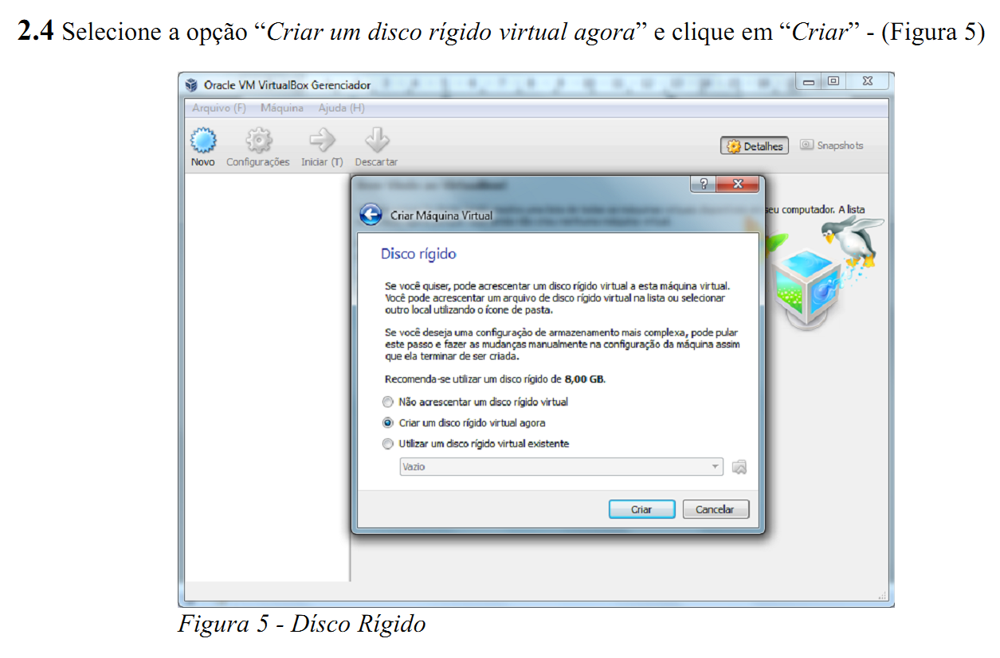 2.4 Selecione a opção “Criar um disco rígido virtual agora” e clique em “Criar” - (Figura 5)
Oracle VM VirtualBox Gerenciador
Arquivo (F) Máquina Ajuda (H)
Novo Configurações Iniciar (T) Descartar
Detalhes Snapshots
seu computador. A lista
?
Criar Máquina Virtual
Disco rígido
Se você quiser, pode acrescentar um disco rígido virtual a esta máquina virtual.
Você pode acrescentar um arquivo de disco rígido virtual na lista ou selecionar
outro local utilizando o ícone de pasta.
Se você deseja uma configuração de armazenamento mais complexa, pode pular
este passo e fazer as mudanças manualmente na configuração da máquina assim
que ela terminar de ser criada.
Recomenda-se utilizar um disco rígido de 8,00 GB.
Não acrescentar um disco rígido virtual
Criar um disco rígido virtual agora
Utilizar um disco rígido virtual existente
Vazio
Criar Cancelar
Figura 5 - Dísco Rígido